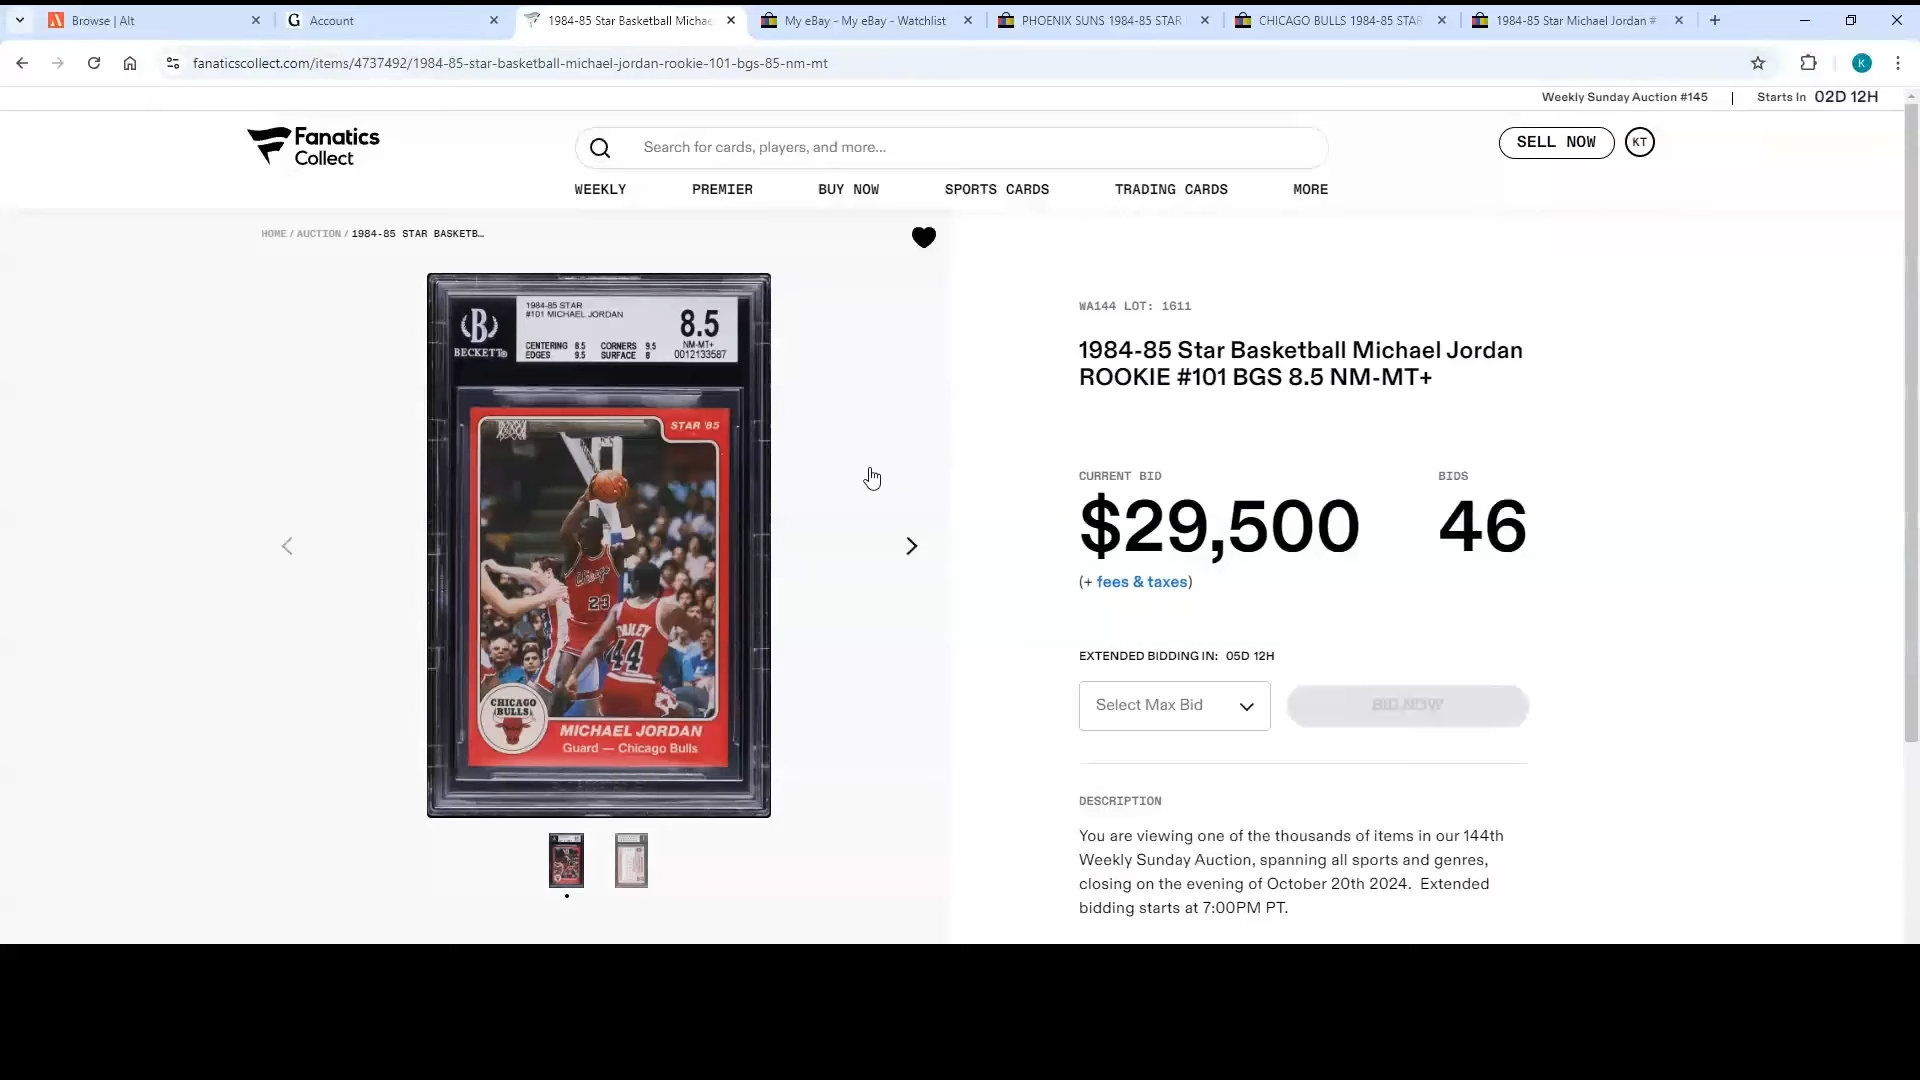 Browse | Alt
G Account
1984-85 Star Basketball Michae
My eBay - My eBay - Watchlist
PHOENIX SUNS 1984-85 STAR
CHICAGO BULLS 1984-85 STAR
1984-85 Star Michael Jordan #
fanaticscollect.com/items/4737492/1984-85-star-basketball-michael-jordan-rookie-101-bgs-85-nm-mt
K
Weekly Sunday Auction #145 | Starts In 02D 12H
Fanatics
Collect
Search for cards, players, and more...
SELL NOW
KT
WEEKLY PREMIER BUY NOW SPORTS CARDS TRADING CARDS MORE
HOME / AUCTION / 1984-85 STAR BASKETB…
B
BECKETT
1984-85 STAR
#101 MICHAEL JORDAN
8.5
CENTERING 8.5 CORNERS 9.5 NM-MT+
EDGES 9.5 SURFACE 8 0012133587
STAR '85
Chicago
23
44
CHICAGO
BULLS
MICHAEL JORDAN
Guard — Chicago Bulls
WA144 LOT: 1611
1984-85 Star Basketball Michael Jordan
ROOKIE #101 BGS 8.5 NM-MT+
CURRENT BID BIDS
$29,500 46
(+ fees & taxes)
EXTENDED BIDDING IN: 05D 12H
Select Max Bid
BID NOW
DESCRIPTION
You are viewing one of the thousands of items in our 144th
Weekly Sunday Auction, spanning all sports and genres,
closing on the evening of October 20th 2024. Extended
bidding starts at 7:00PM PT.